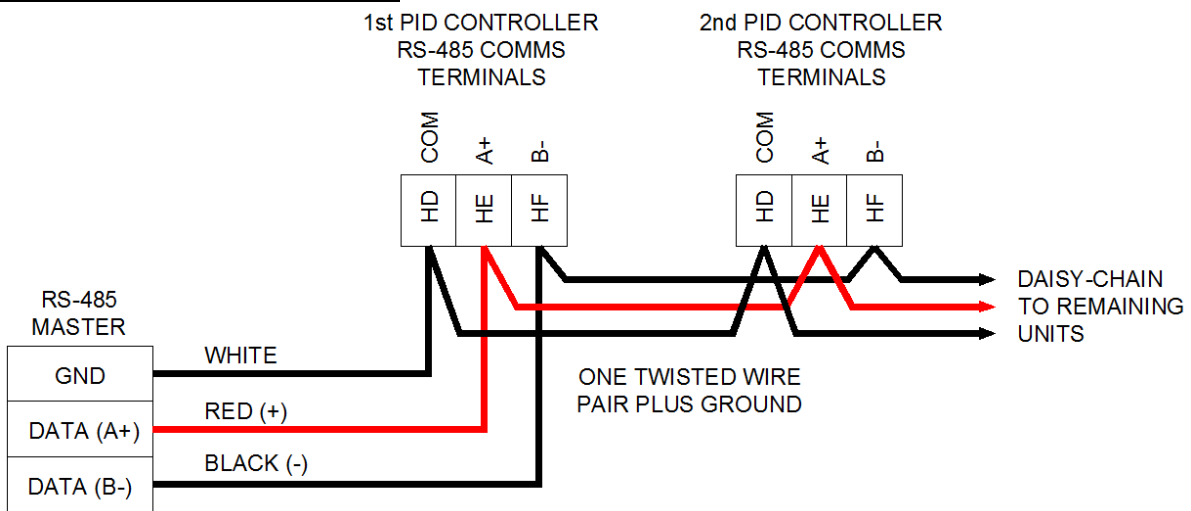 1st PID CONTROLLER
RS-485 COMMS
TERMINALS
2nd PID CONTROLLER
RS-485 COMMS
TERMINALS
COM
A+
B-
COM
A+
B-
HD
HE
HF
HD
HE
HF
DAISY-CHAIN
TO REMAINING
UNITS
RS-485
MASTER
GND
DATA (A+)
DATA (B-)
WHITE
RED (+)
BLACK (-)
ONE TWISTED WIRE
PAIR PLUS GROUND